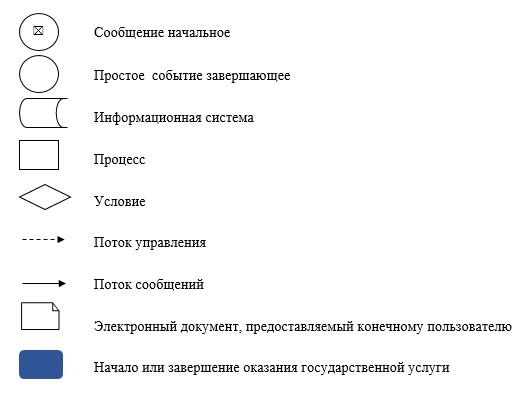 Сообщение начальное
Простое событие завершающее
Информационная система
Процесс
Условие
Поток управления
Поток сообщений
Электронный документ, предоставляемый конечному пользователю
Начало или завершение оказания государственной услуги